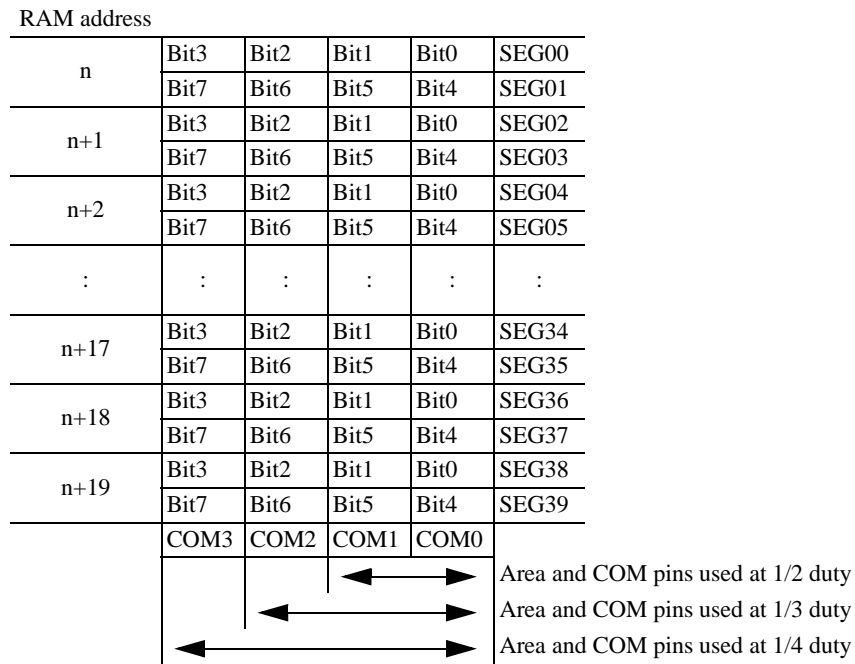 RAM address
n Bit3 Bit2 Bit1 Bit0 SEG00
Bit7 Bit6 Bit5 Bit4 SEG01
n+1 Bit3 Bit2 Bit1 Bit0 SEG02
Bit7 Bit6 Bit5 Bit4 SEG03
n+2 Bit3 Bit2 Bit1 Bit0 SEG04
Bit7 Bit6 Bit5 Bit4 SEG05
: : : : : :
n+17 Bit3 Bit2 Bit1 Bit0 SEG34
Bit7 Bit6 Bit5 Bit4 SEG35
n+18 Bit3 Bit2 Bit1 Bit0 SEG36
Bit7 Bit6 Bit5 Bit4 SEG37
n+19 Bit3 Bit2 Bit1 Bit0 SEG38
Bit7 Bit6 Bit5 Bit4 SEG39
COM3 COM2 COM1 COM0
Area and COM pins used at 1/2 duty
Area and COM pins used at 1/3 duty
Area and COM pins used at 1/4 duty